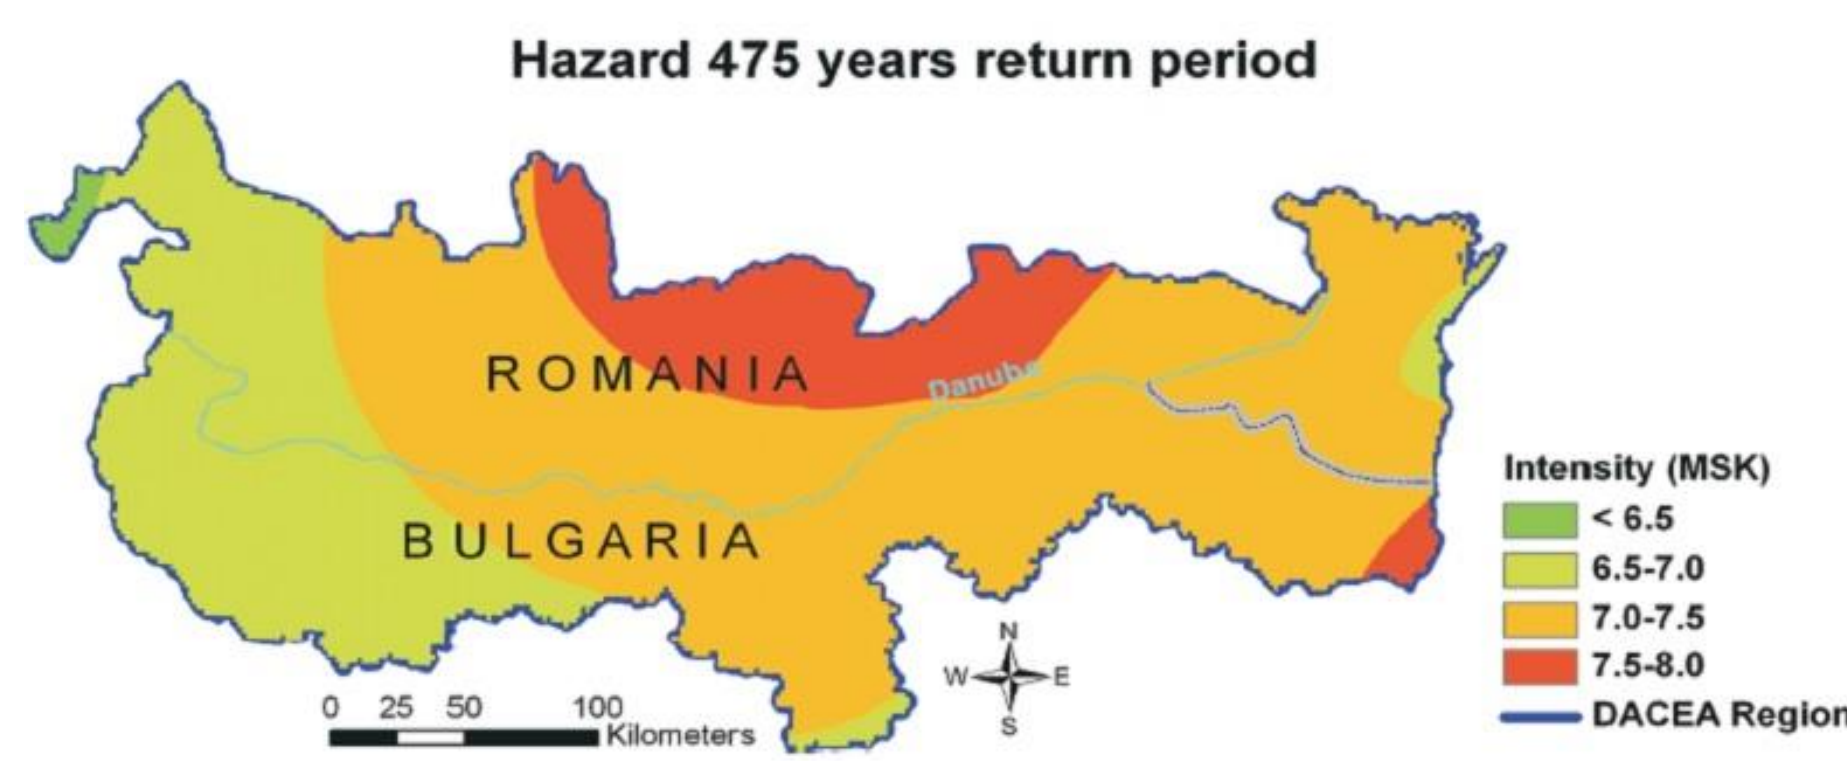 Hazard 475 years return period
ROMANIA
Danube
BULGARIA
Intensity (MSK)
< 6.5
6.5-7.0
7.0-7.5
7.5-8.0
DACEA Region
N
W E
S
0 25 50 100
Kilometers